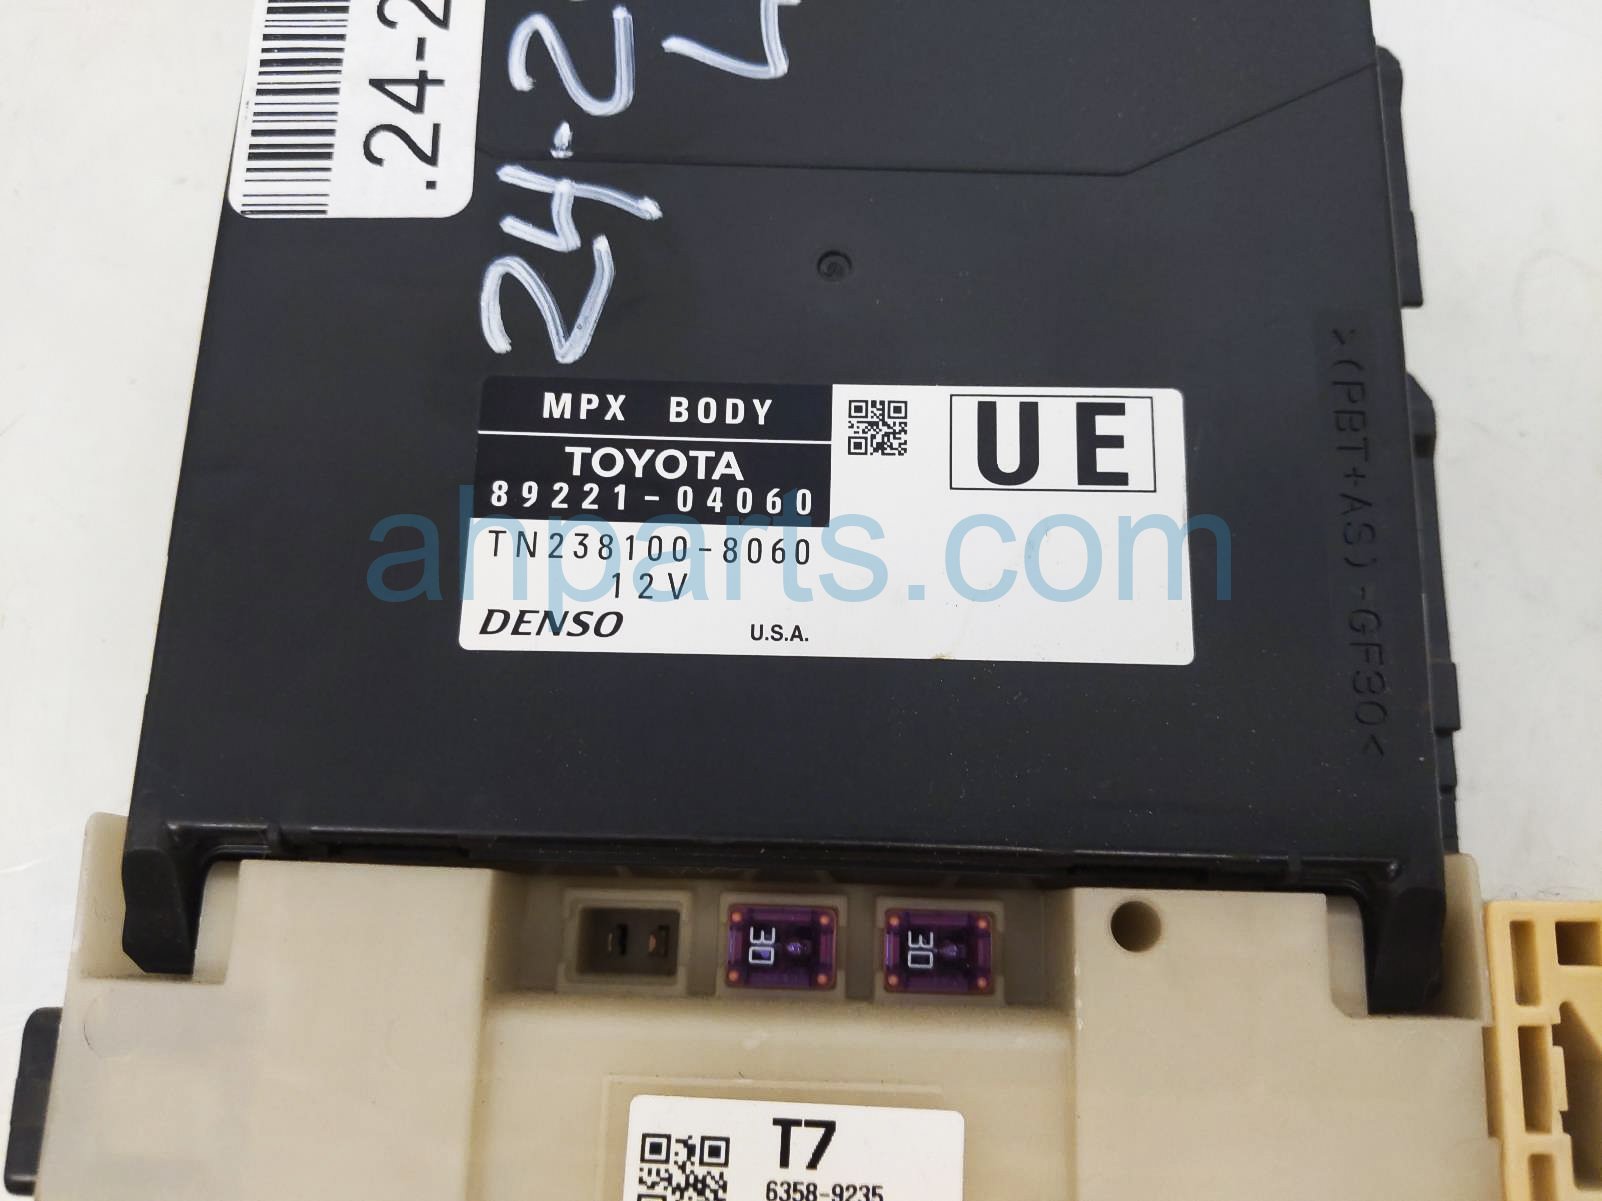 .24-2
24-2
MPX BODY
UE
TOYOTA
89221-04060
TN238100-8060
12V
DENSO U.S.A.
ahparts.com
>(PBT+AS)-GF30<
30 30
T7
6358-9235